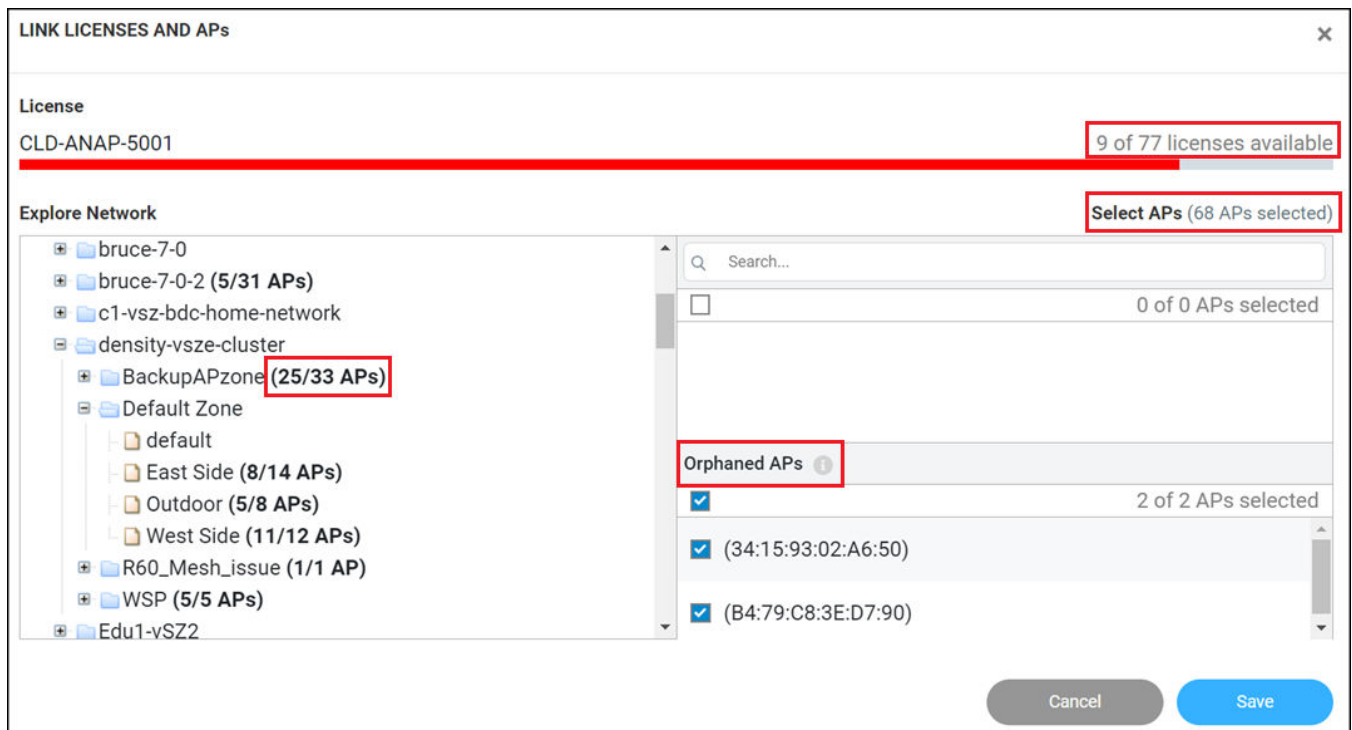 LINK LICENSES AND APs
×
License
CLD-ANAP-5001
9 of 77 licenses available
Explore Network
Select APs (68 APs selected)
bruce-7-0
bruce-7-0-2 (5/31 APs)
c1-vsz-bdc-home-network
density-vsze-cluster
BackupAPzone (25/33 APs)
Default Zone
default
East Side (8/14 APs)
Outdoor (5/8 APs)
West Side (11/12 APs)
R60_Mesh_issue (1/1 AP)
WSP (5/5 APs)
Edu1-vSZ2
Search...
0 of 0 APs selected
Orphaned APs
2 of 2 APs selected
(34:15:93:02:A6:50)
(B4:79:C8:3E:D7:90)
Cancel
Save